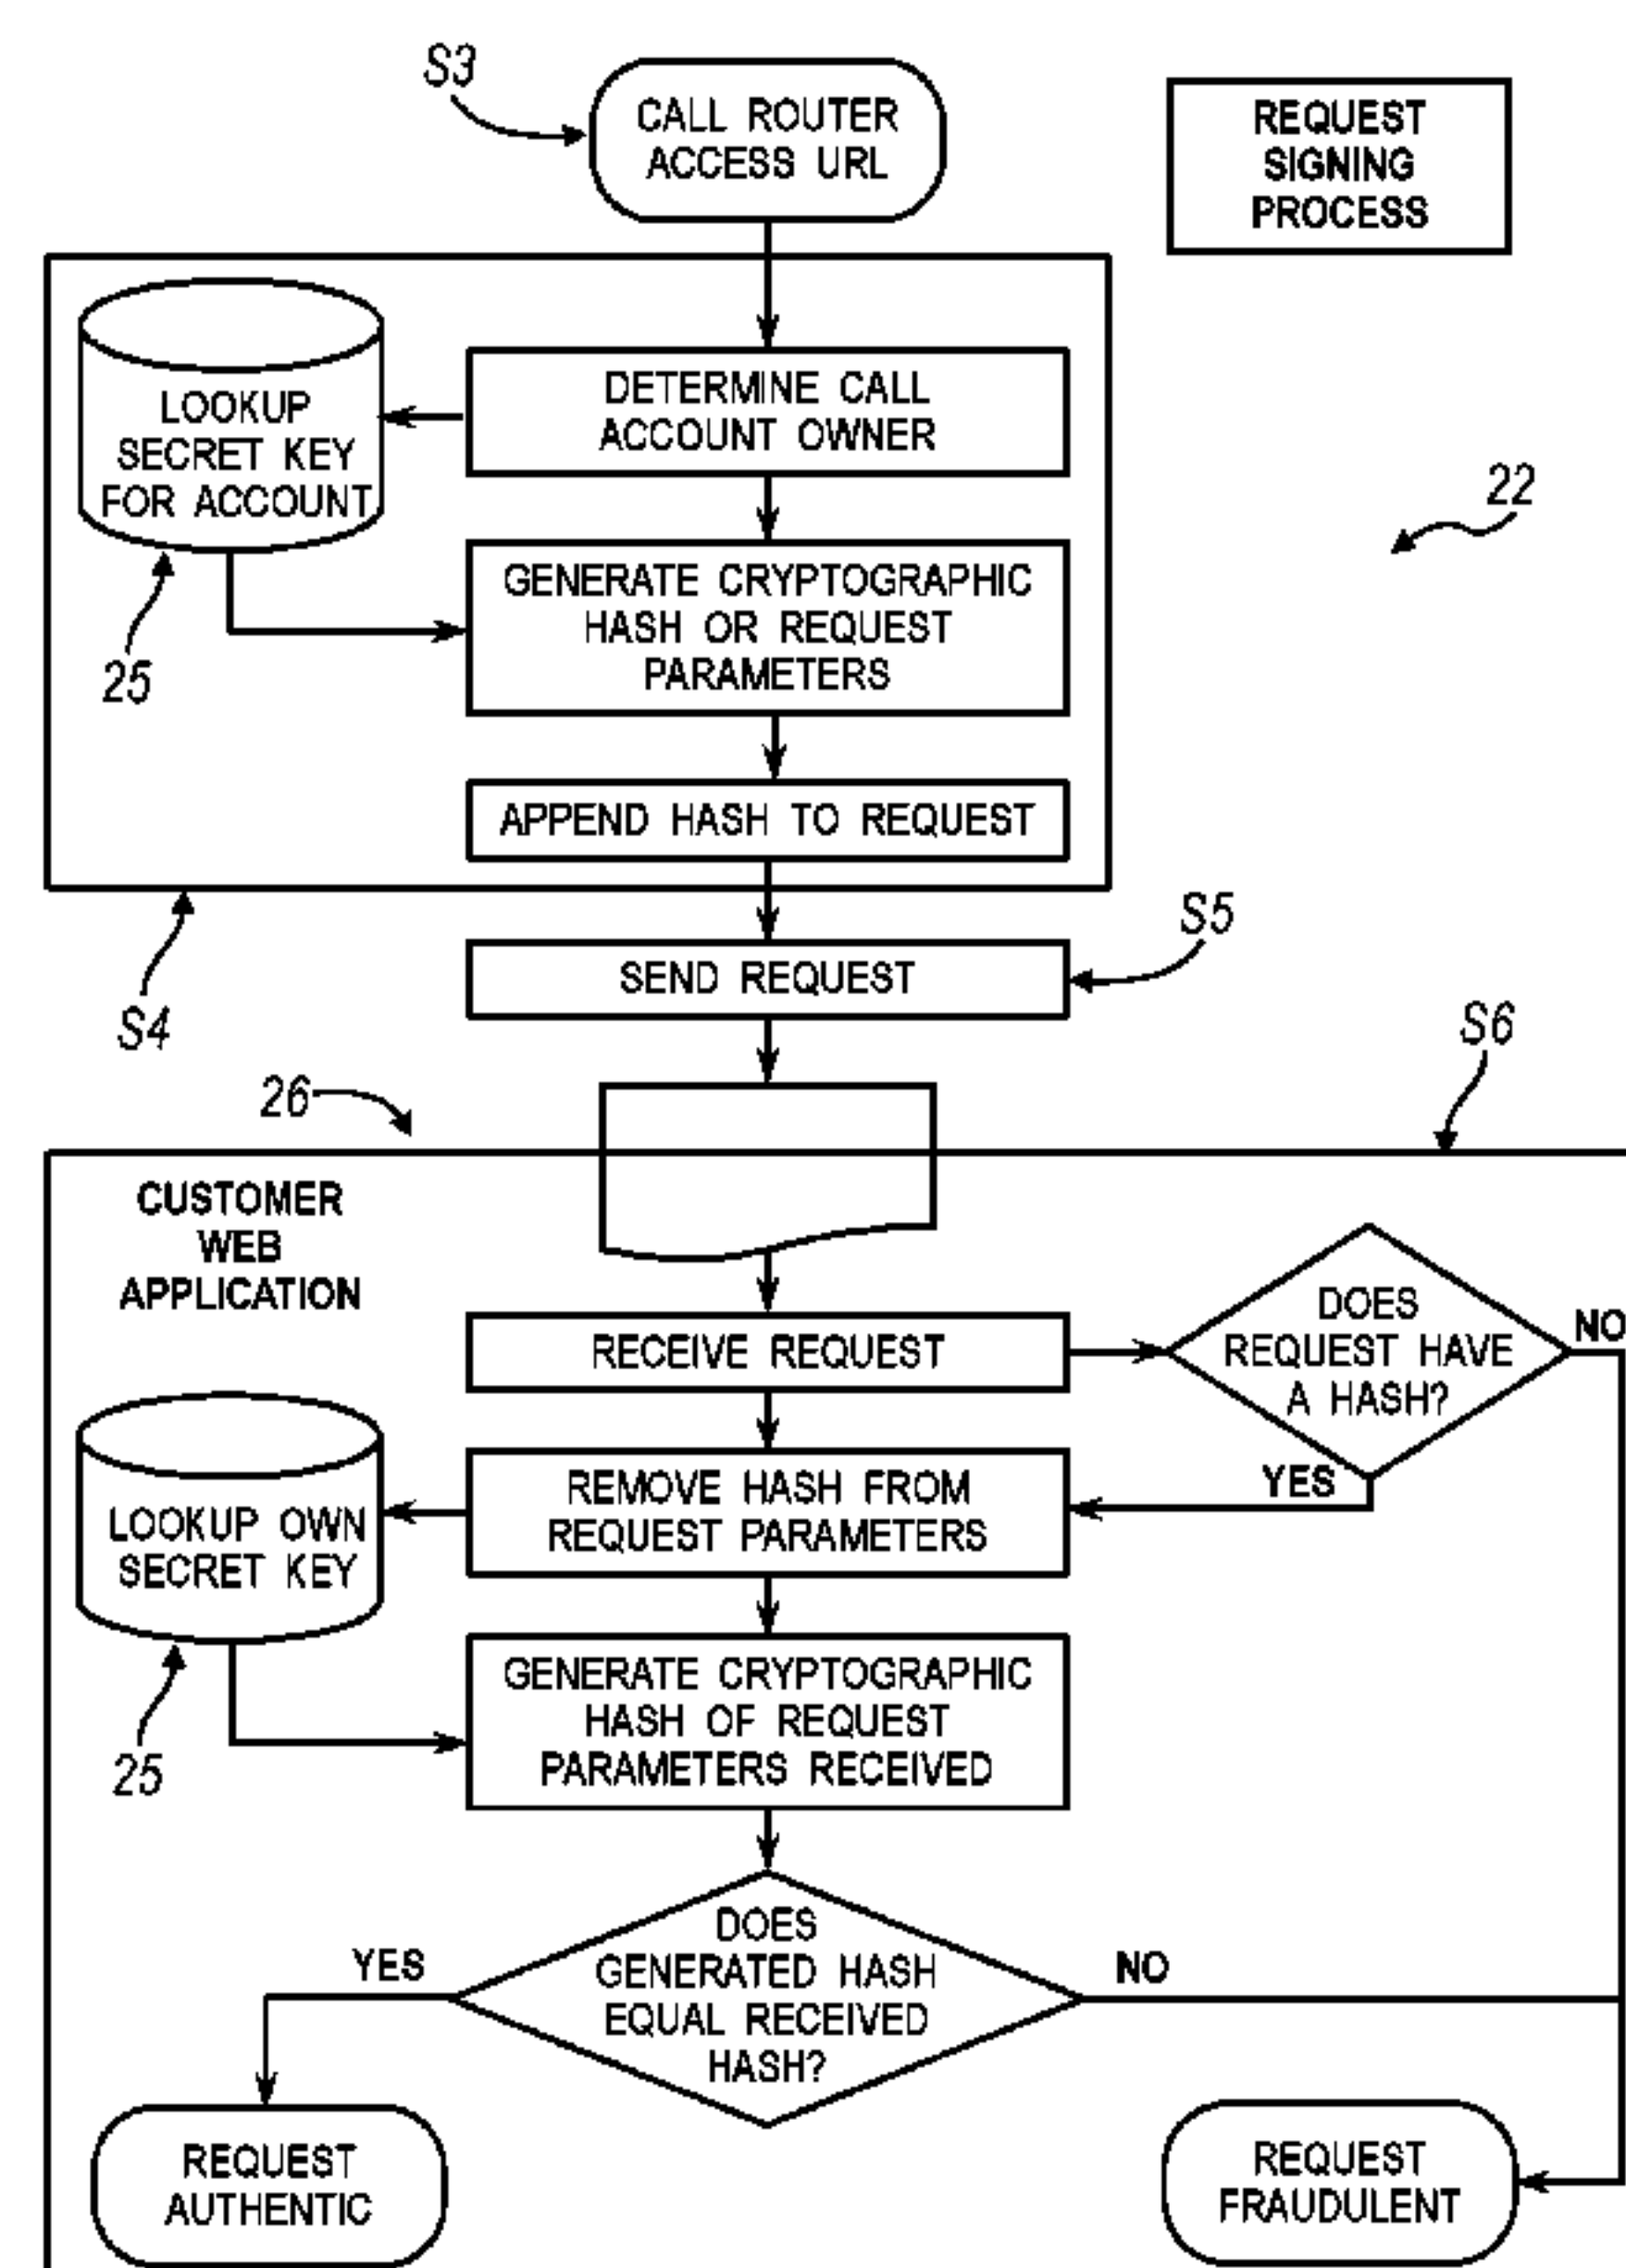 S3
CALL ROUTER
ACCESS URL
REQUEST
SIGNING
PROCESS
LOOKUP
SECRET KEY
FOR ACCOUNT
DETERMINE CALL
ACCOUNT OWNER
22
GENERATE CRYPTOGRAPHIC
HASH OR REQUEST
PARAMETERS
25
APPEND HASH TO REQUEST
S4
SEND REQUEST
S5
26
S6
CUSTOMER
WEB
APPLICATION
RECEIVE REQUEST
DOES
REQUEST HAVE
A HASH?
NO
YES
REMOVE HASH FROM
REQUEST PARAMETERS
LOOKUP OWN
SECRET KEY
25
GENERATE CRYPTOGRAPHIC
HASH OF REQUEST
PARAMETERS RECEIVED
DOES
GENERATED HASH
EQUAL RECEIVED
HASH?
YES
NO
REQUEST
AUTHENTIC
REQUEST
FRAUDULENT